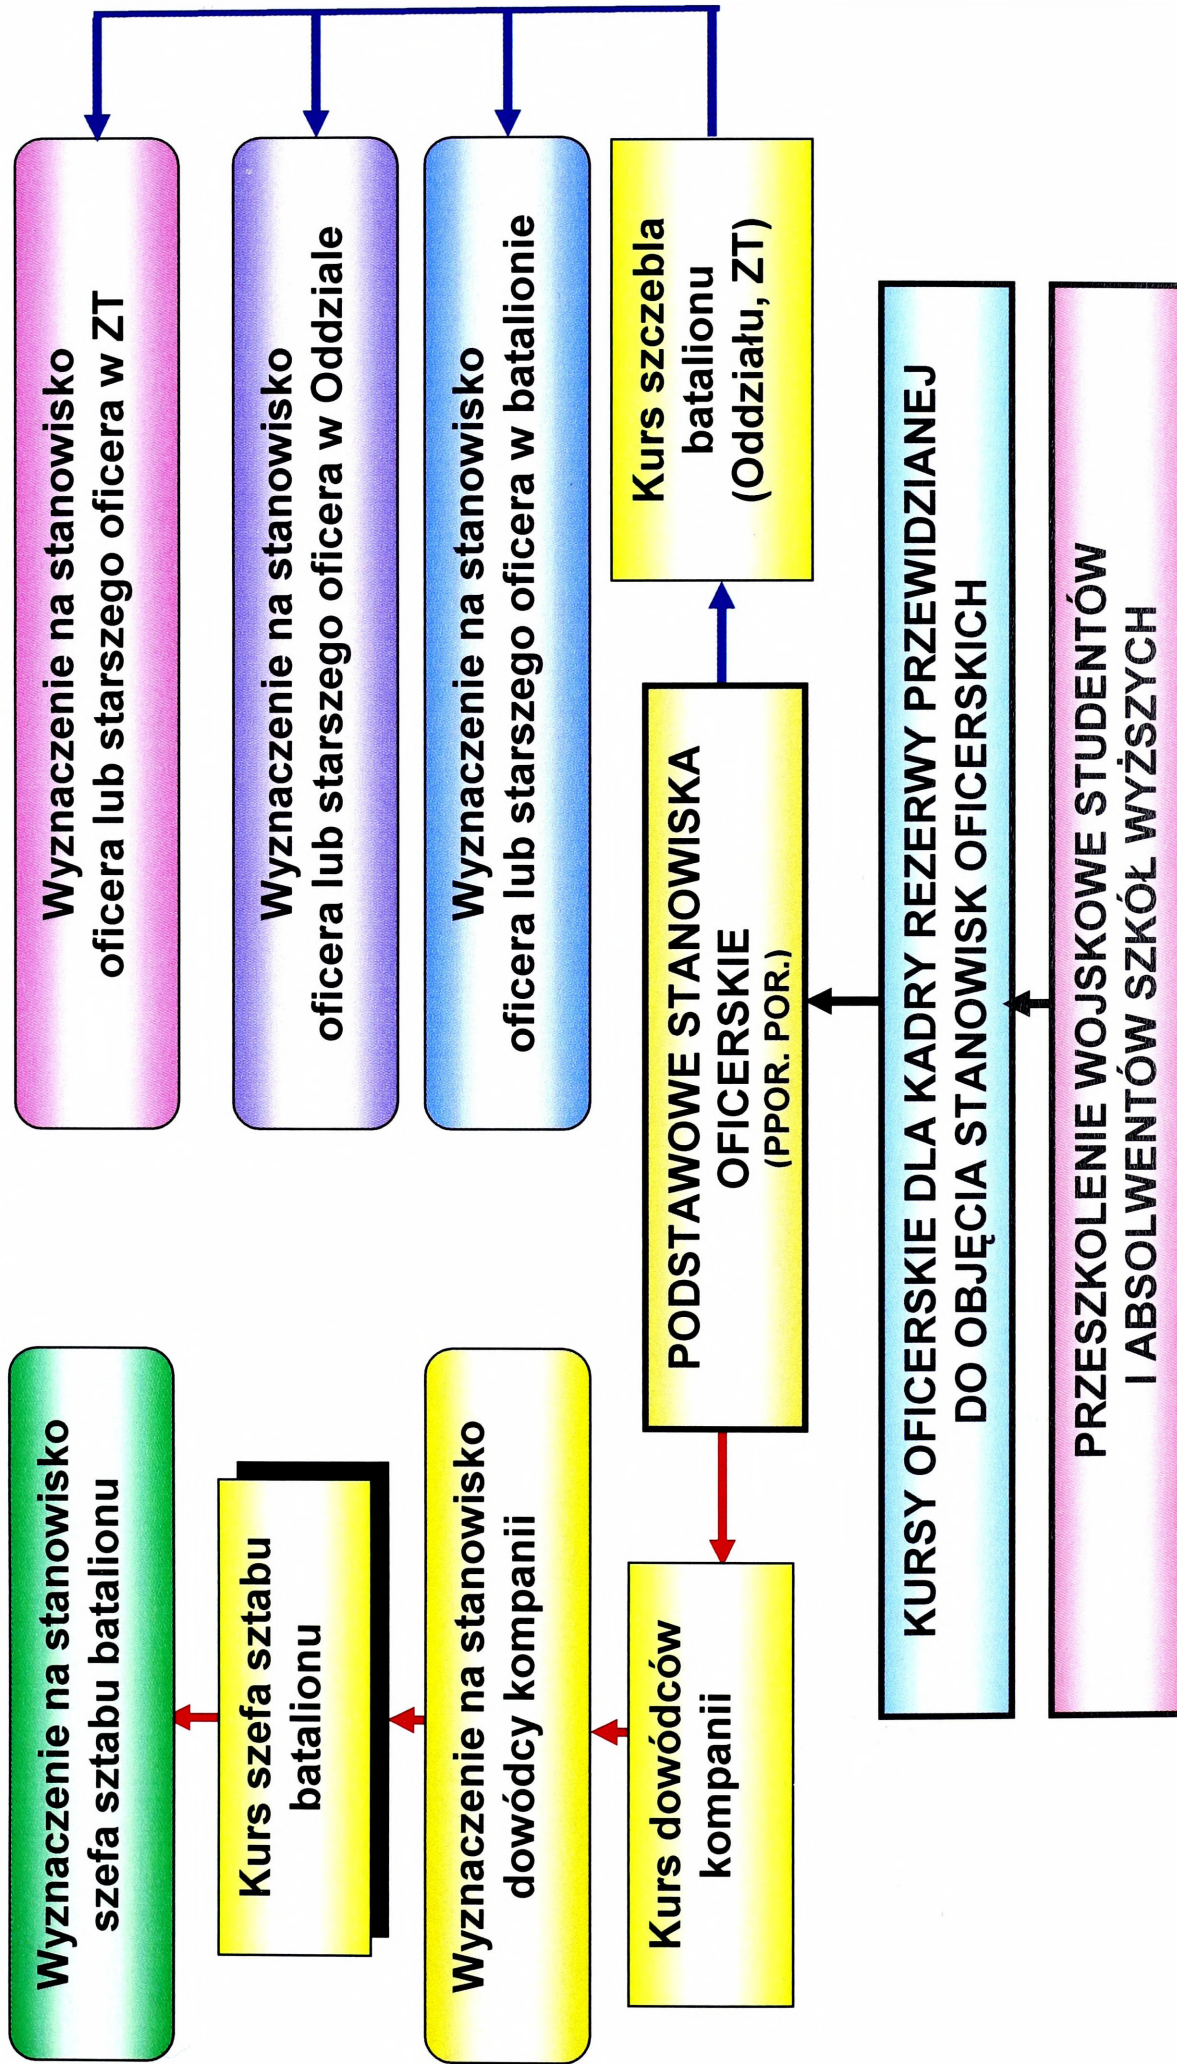 Wyznaczenie na stanowisko
szefa sztabu batalionu
Wyznaczenie na stanowisko
oficera lub starszego oficera w ZT
Kurs szefa sztabu
batalionu
Wyznaczenie na stanowisko
oficera lub starszego oficera w Oddziale
Wyznaczenie na stanowisko
dowódcy kompanii
Wyznaczenie na stanowisko
oficera lub starszego oficera w batalionie
Kurs dowódców
kompanii
PODSTAWOWE STANOWISKA
OFICERSKIE
(PPOR. POR.)
Kurs szczebla
batalionu
(Oddziału, ZT)
KURSY OFICERSKIE DLA KADRY REZERWY PRZEWIDZIANEJ
DO OBJĘCIA STANOWISK OFICERSKICH
PRZESZKOLENIE WOJSKOWE STUDENTÓW
I ABSOLWENTÓW SZKÓŁ WYŻSZYCH